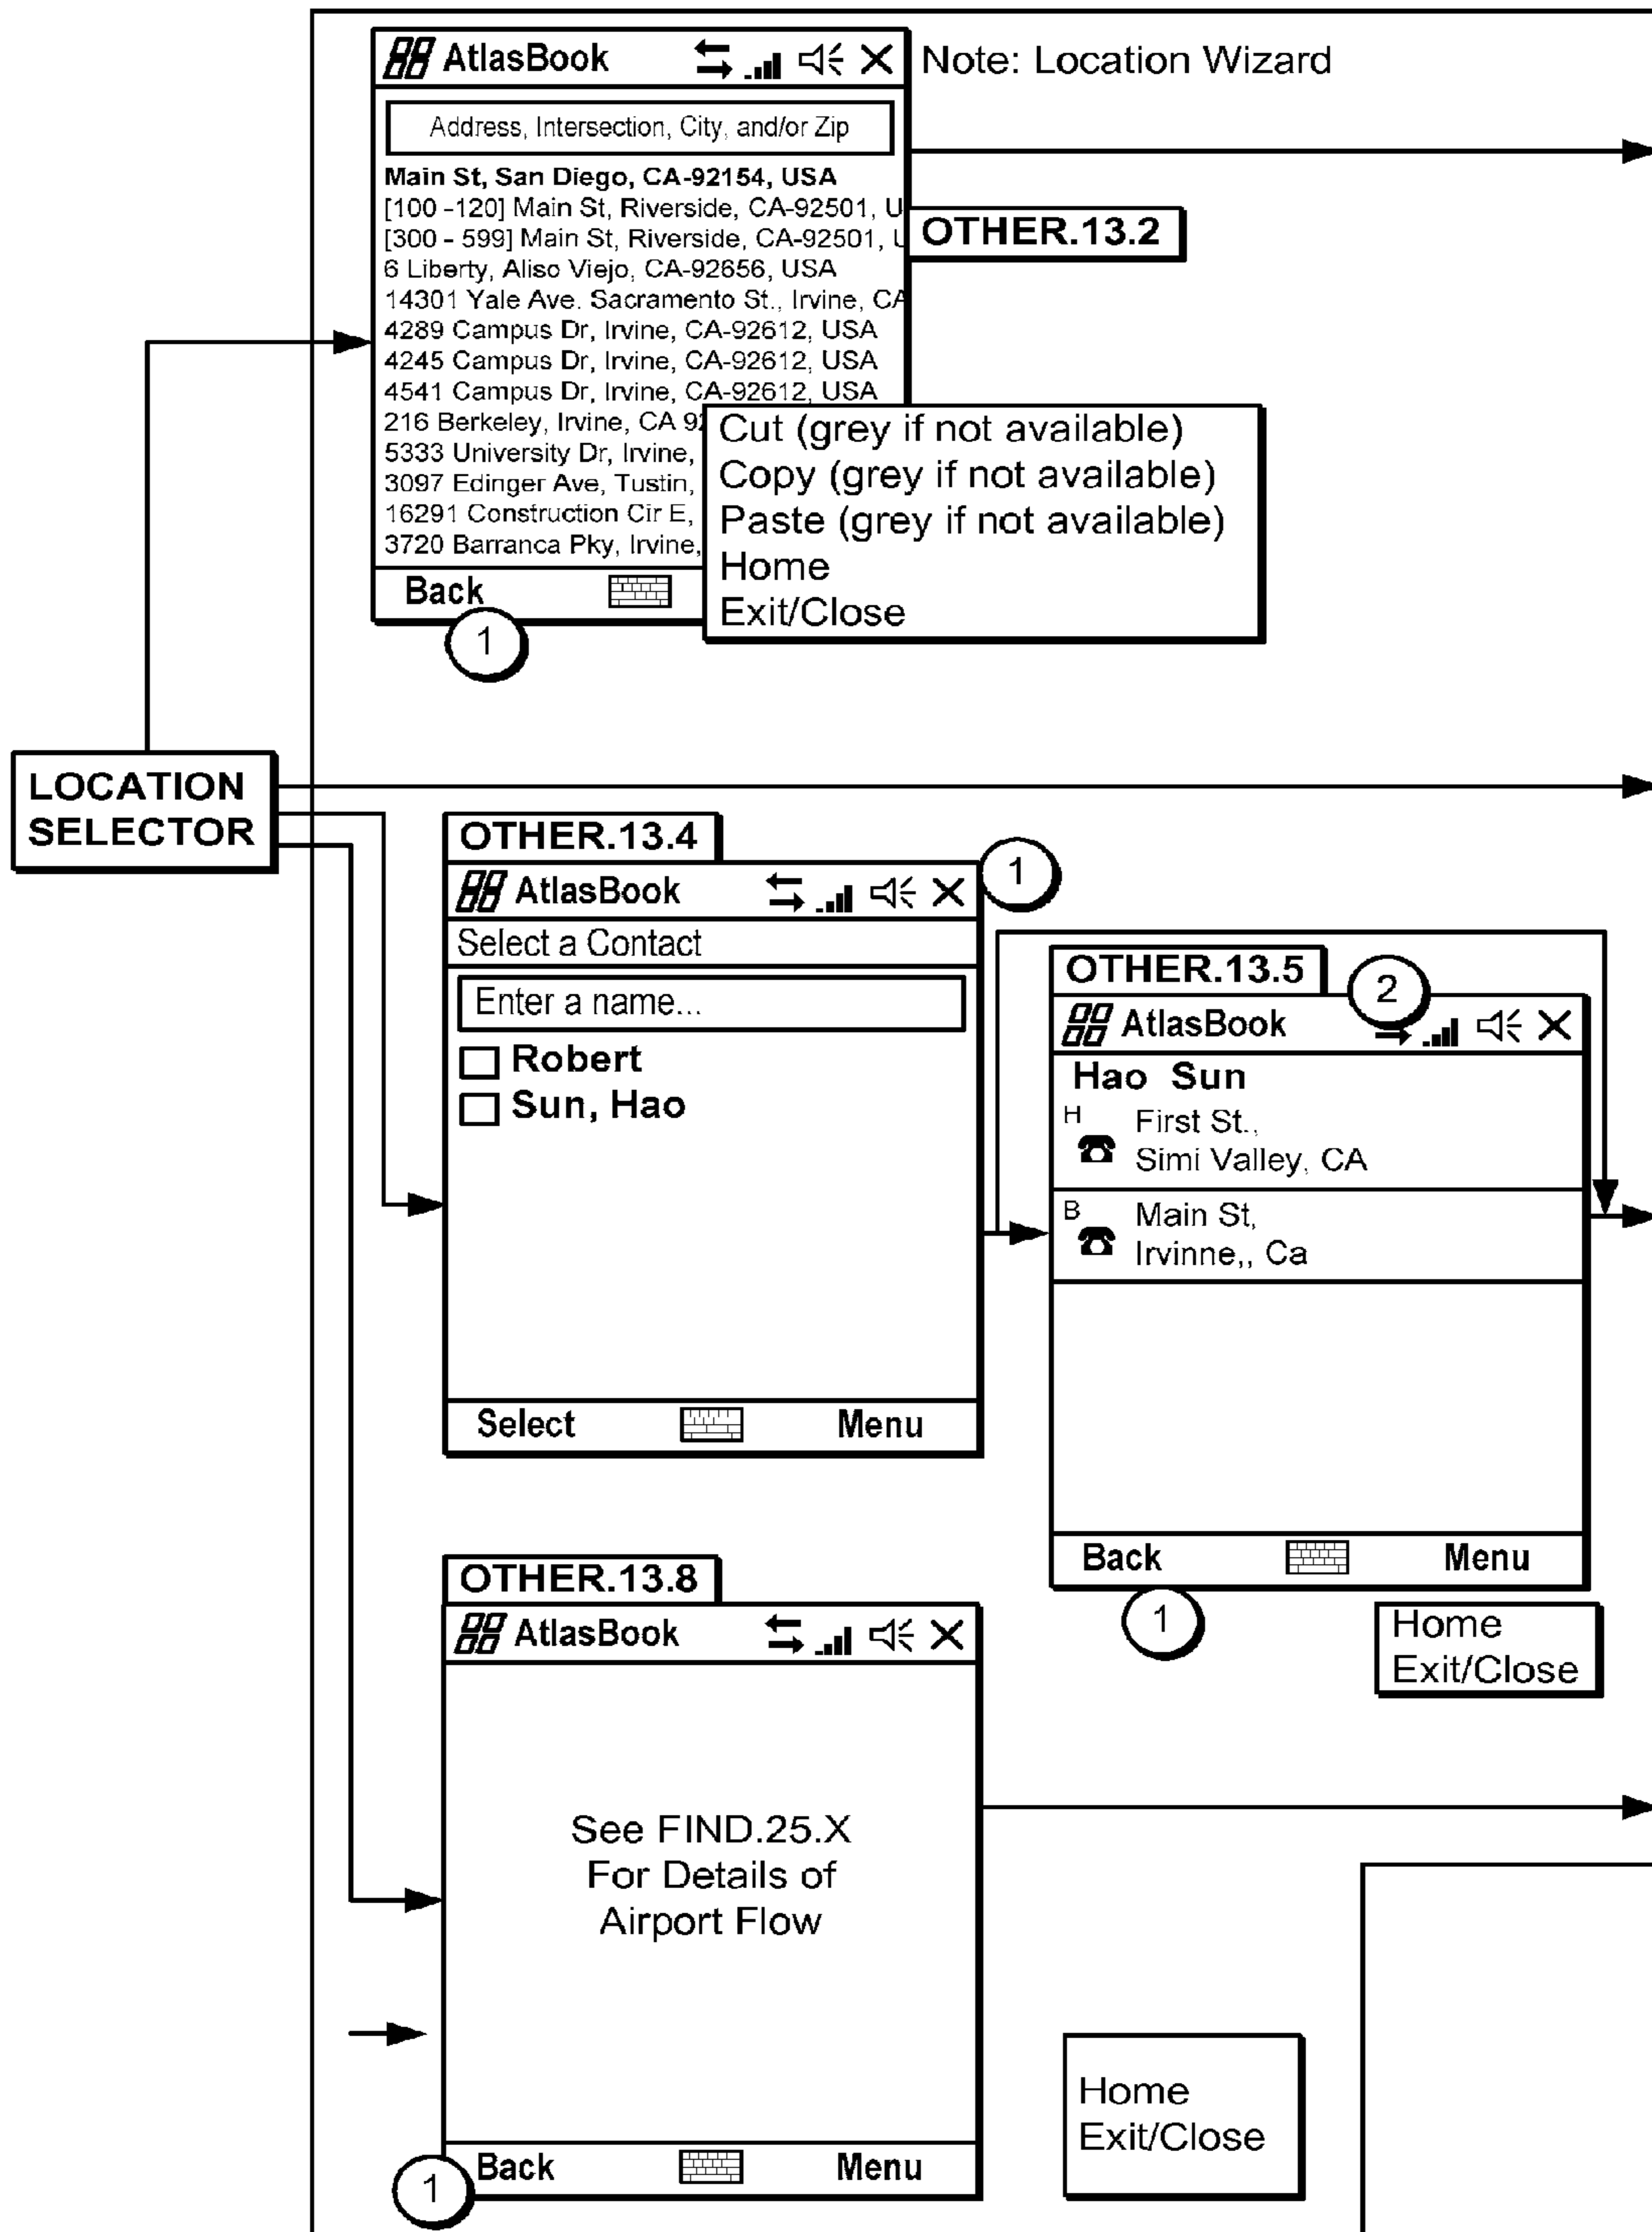 AtlasBook
Note: Location Wizard
Address, Intersection, City, and/or Zip
Main St, San Diego, CA-92154, USA
[100 -120] Main St, Riverside, CA-92501, U
[300 - 599] Main St, Riverside, CA-92501, U
OTHER.13.2
6 Liberty, Aliso Viejo, CA-92656, USA
14301 Yale Ave. Sacramento St., Irvine, CA
4289 Campus Dr, Irvine, CA-92612, USA
4245 Campus Dr, Irvine, CA-92612, USA
4541 Campus Dr, Irvine, CA-92612, USA
216 Berkeley, Irvine, CA 92
5333 University Dr, Irvine,
3097 Edinger Ave, Tustin,
16291 Construction Cir E,
3720 Barranca Pky, Irvine,
Cut (grey if not available)
Copy (grey if not available)
Paste (grey if not available)
Home
Exit/Close
Back
1
LOCATION
SELECTOR
OTHER.13.4
AtlasBook
1
Select a Contact
Enter a name...
Robert
Sun, Hao
Select
Menu
OTHER.13.5
2
AtlasBook
Hao Sun
H
First St.,
Simi Valley, CA
B
Main St,
Irvinne,, Ca
Back
Menu
1
Home
Exit/Close
OTHER.13.8
AtlasBook
See FIND.25.X
For Details of
Airport Flow
Back
Menu
1
Home
Exit/Close